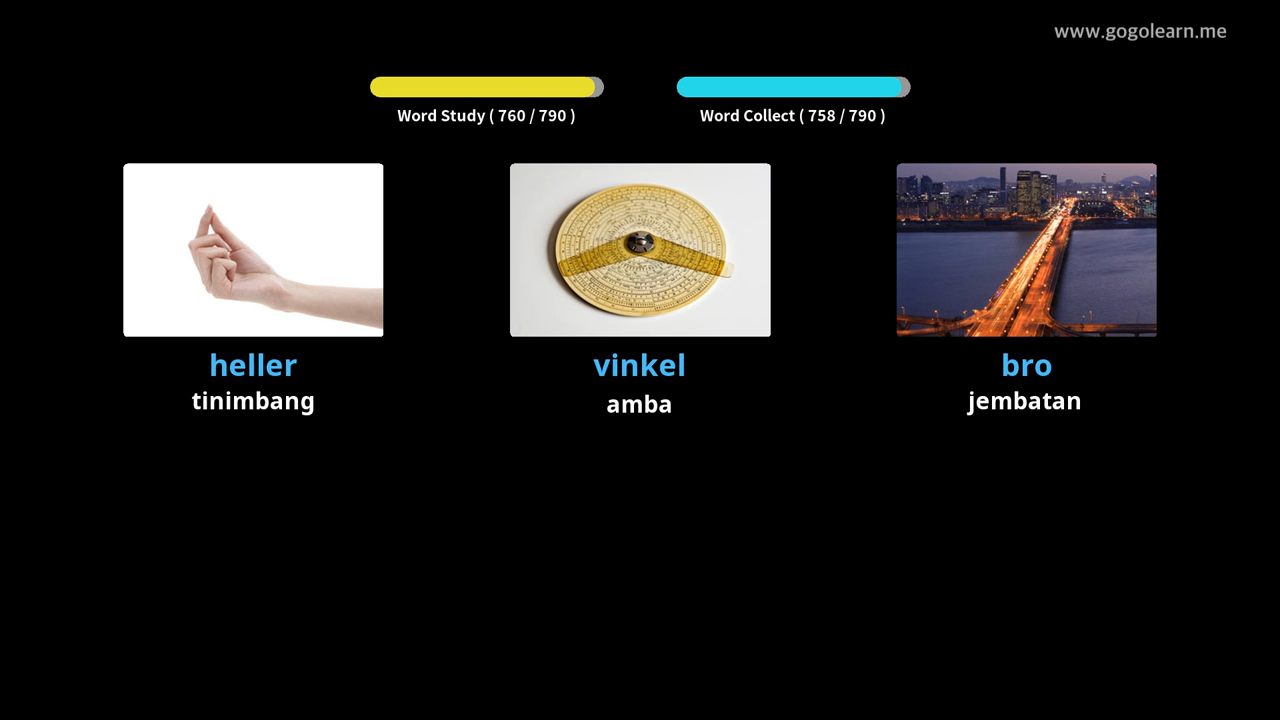 www.gogolearn.me
Word Study ( 760 / 790 )
Word Collect ( 758 / 790 )
heller
tinimbang
vinkel
amba
bro
jembatan